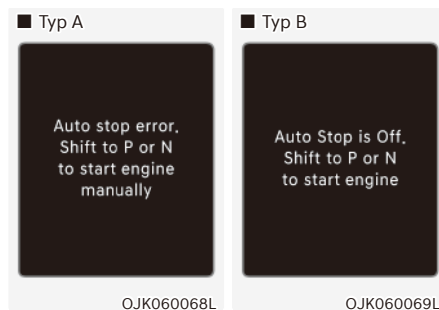 ■ Typ A
Auto stop error.
Shift to P or N
to start engine
manually
OJK060068L
■ Typ B
Auto Stop is Off.
Shift to P or N
to start engine
OJK060069L